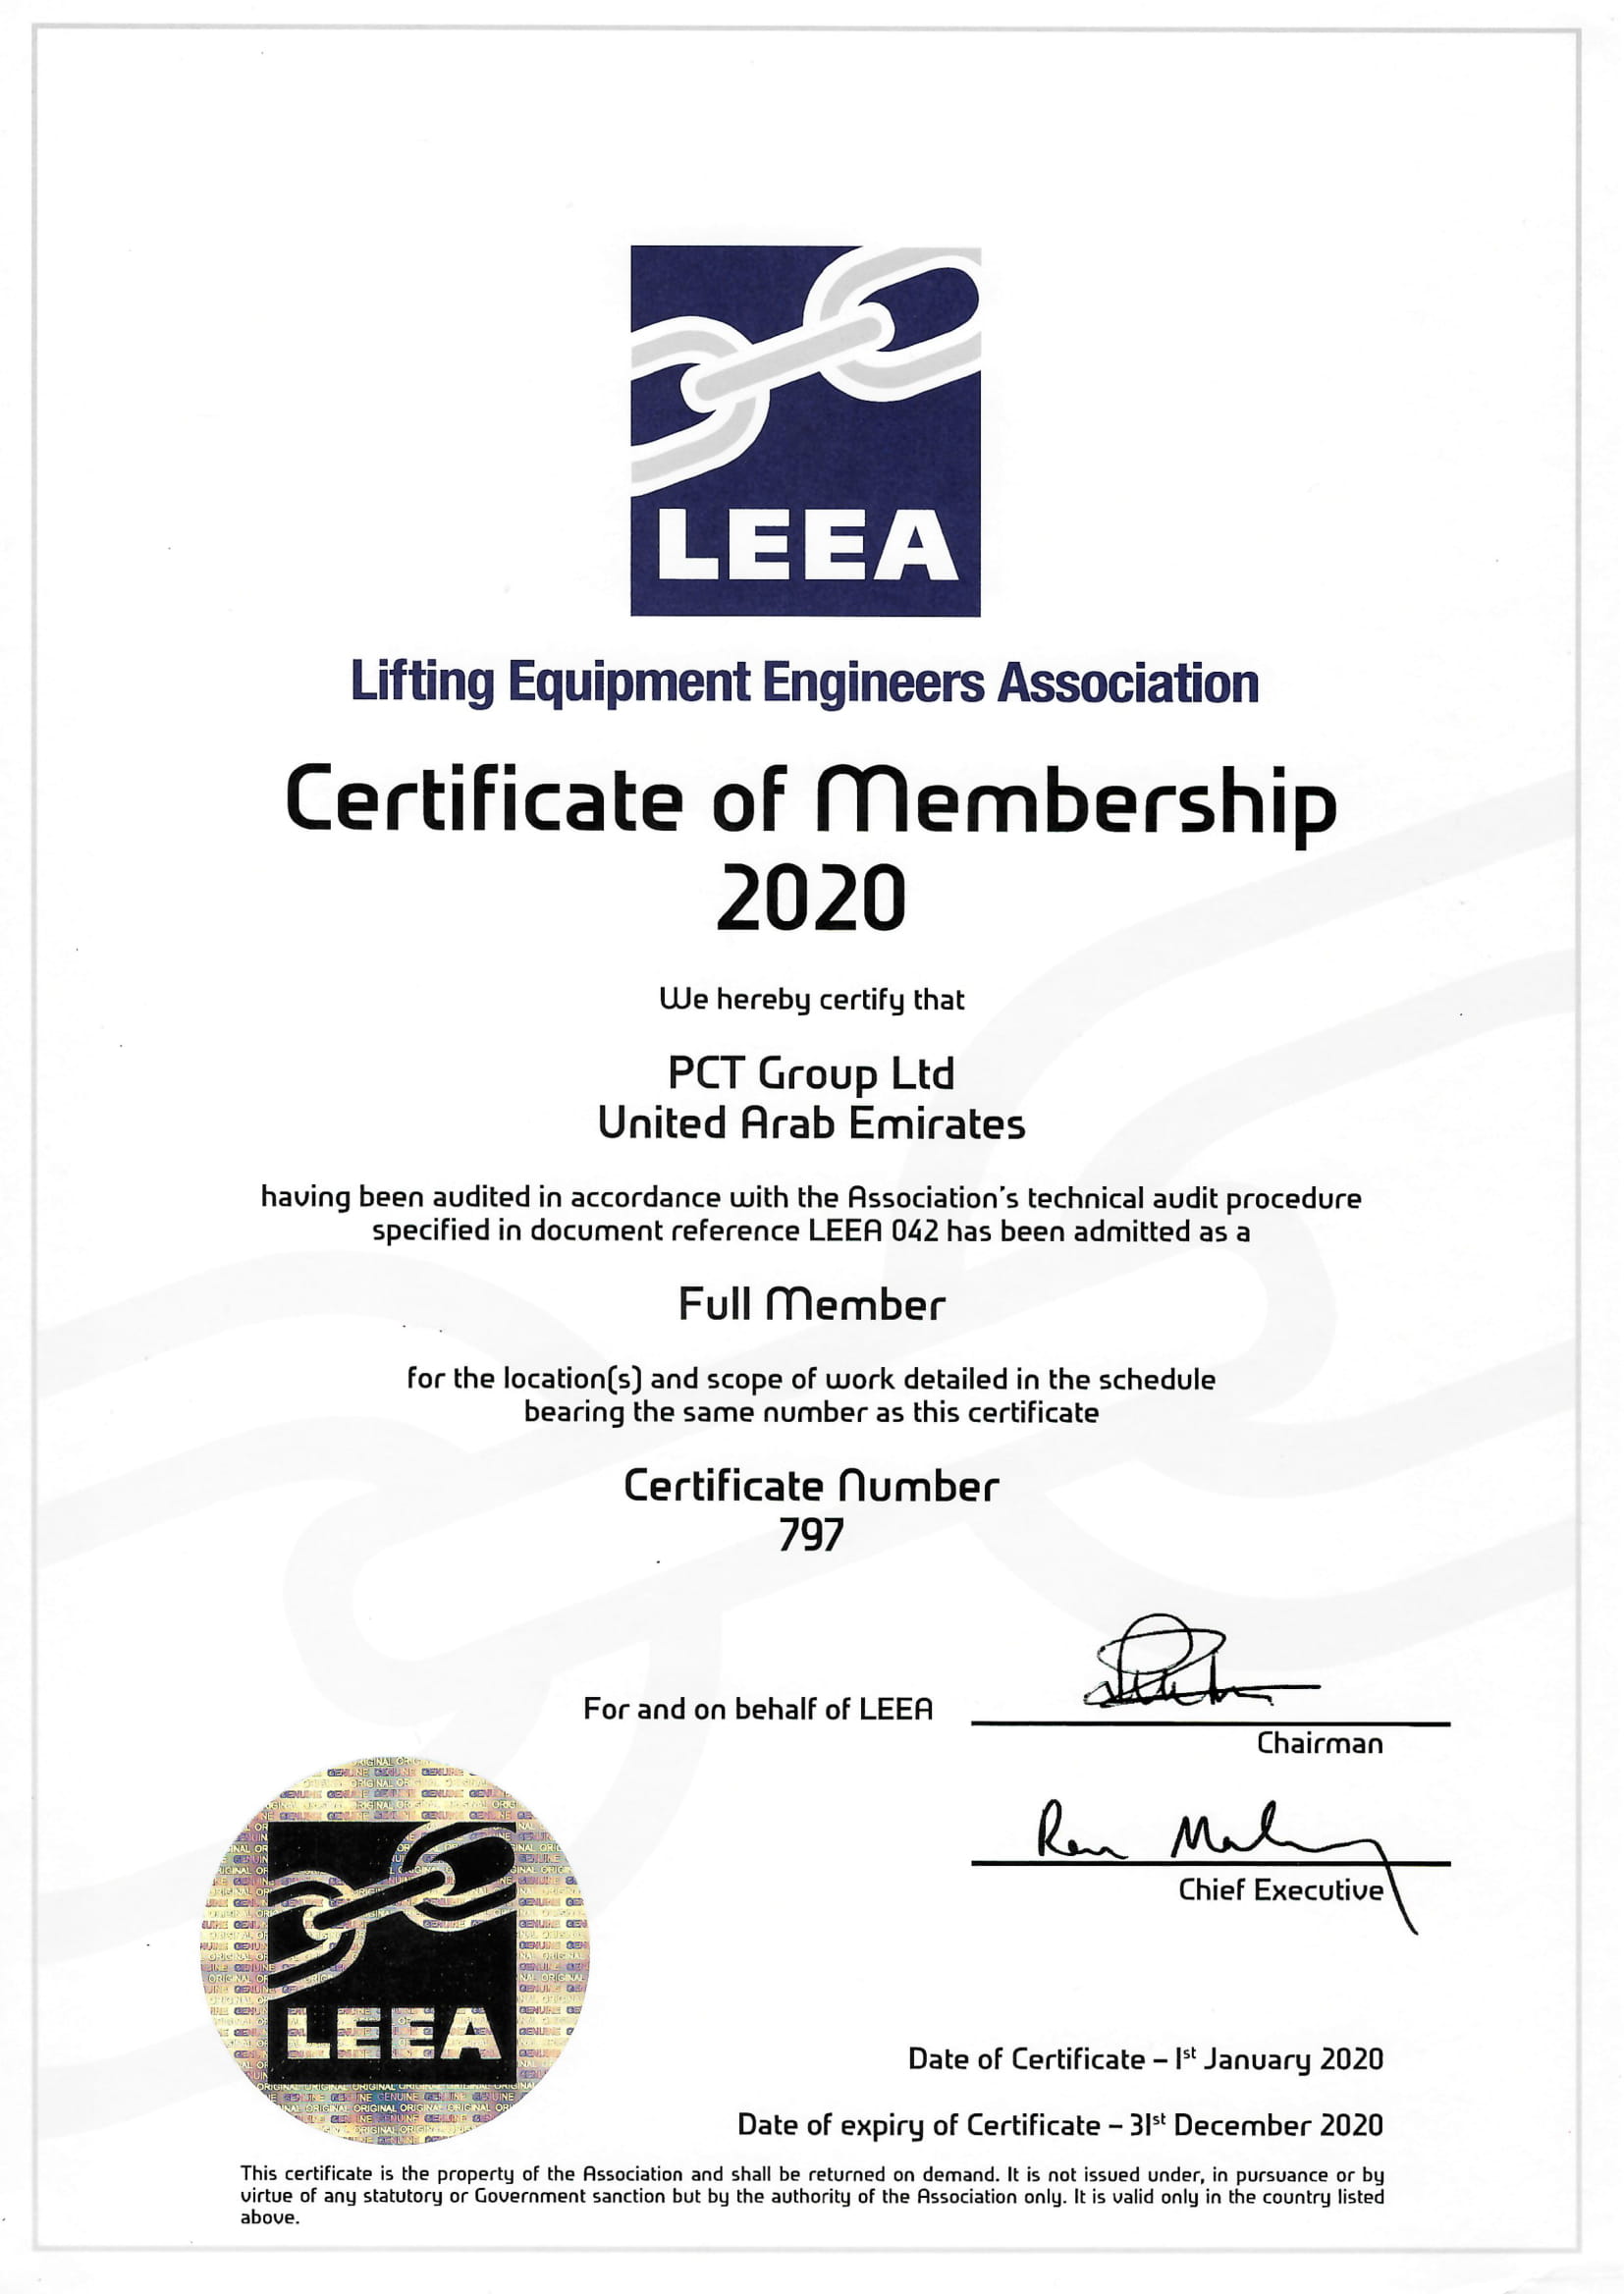 LEEA
Lifting Equipment Engineers Association
Certificate of Membership
2020
We hereby certify that
PCT Group Ltd
United Arab Emirates
having been audited in accordance with the Association's technical audit procedure
specified in document reference LEEA 042 has been admitted as a
Full Member
for the location(s) and scope of work detailed in the schedule
bearing the same number as this certificate
Certificate Number
797
For and on behalf of LEEA
Chairman
Chief Executive
LEEA
Date of Certificate – 1st January 2020
Date of expiry of Certificate – 31st December 2020
This certificate is the property of the Association and shall be returned on demand. It is not issued under, in pursuance or by
virtue of any statutory or Government sanction but by the authority of the Association only. It is valid only in the country listed
above.